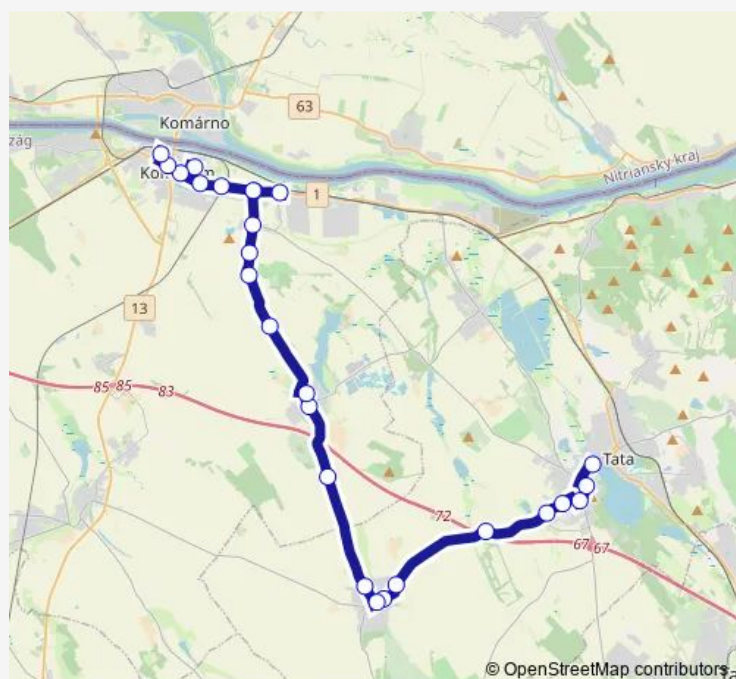 63
Komárno
zág
Nitriansky kraj
1
13
85 85
83
72
Tata
67 67
© OpenStreetMap contributors